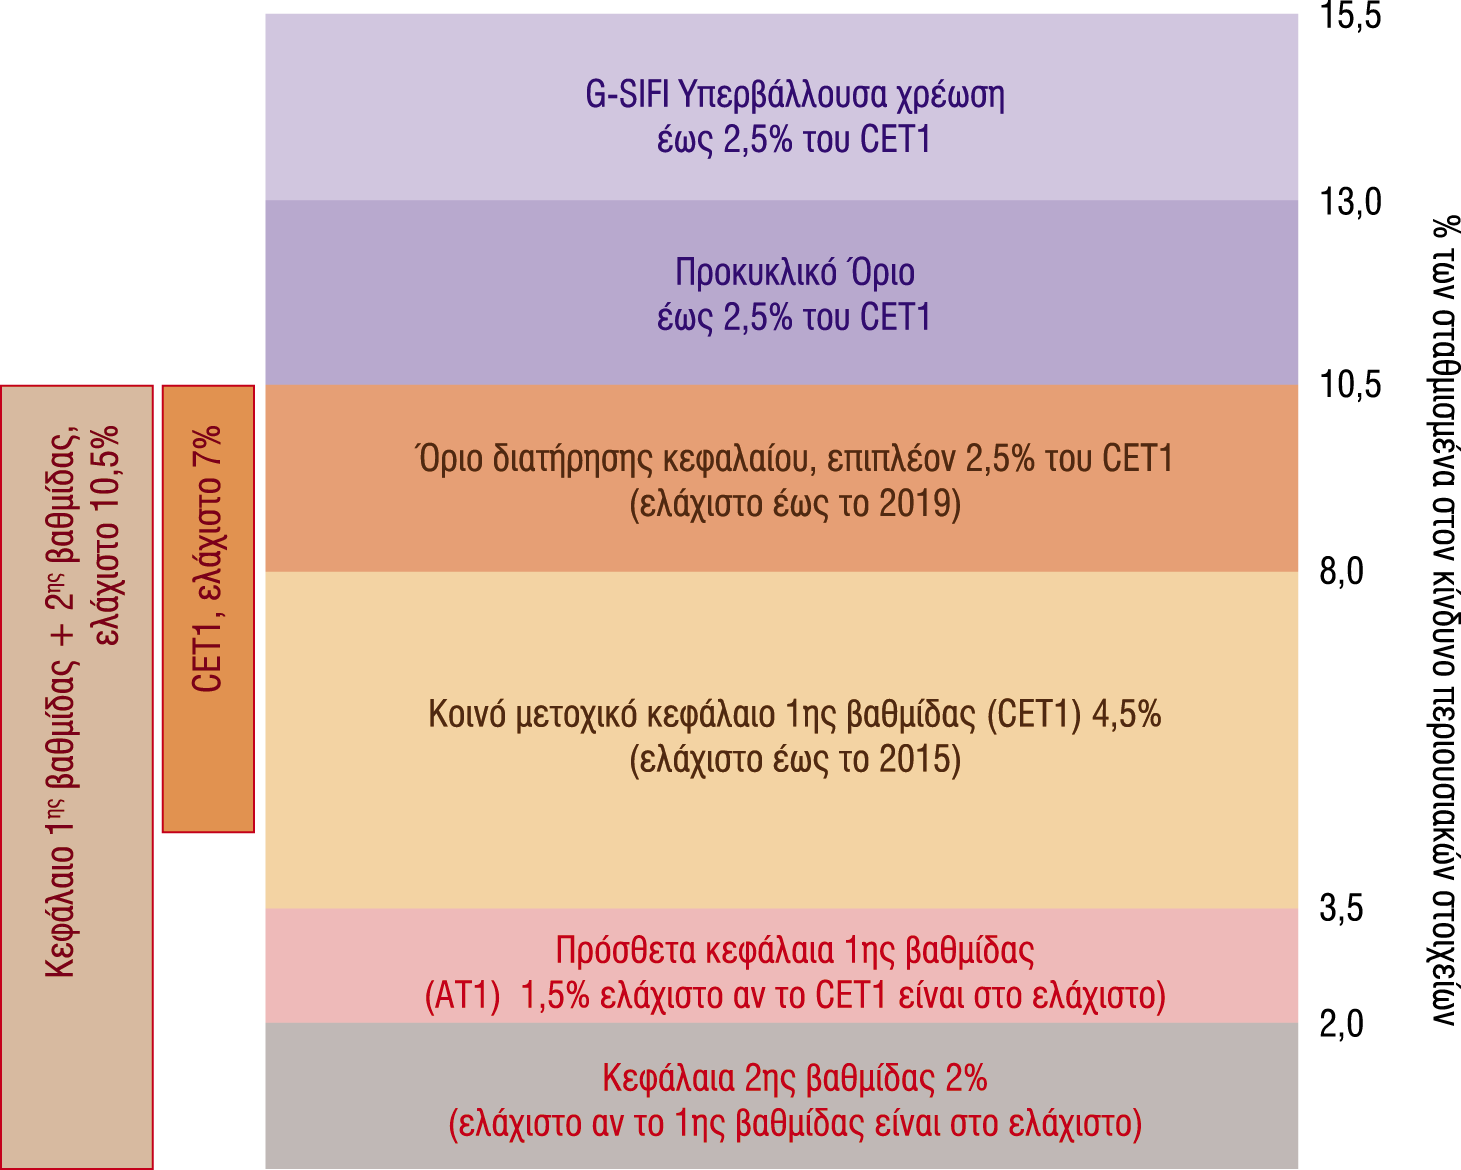 15,5
G-SIFI Υπερβάλλουσα χρέωση
έως 2,5% του CET1
13,0
Προκυκλικό Όριο
έως 2,5% του CET1
10,5
Όριο διατήρησης κεφαλαίου, επιπλέον 2,5% του CET1
(ελάχιστο έως το 2019)
8,0
Κοινό μετοχικό κεφάλαιο 1ης βαθμίδας (CET1) 4,5%
(ελάχιστο έως το 2015)
3,5
Πρόσθετα κεφάλαια 1ης βαθμίδας
(AT1) 1,5% ελάχιστο αν το CET1 είναι στο ελάχιστο)
2,0
Κεφάλαια 2ης βαθμίδας 2%
(ελάχιστο αν το 1ης βαθμίδας είναι στο ελάχιστο)
Κεφάλαιο 1ης βαθμίδας + 2ης βαθμίδας,
ελάχιστο 10,5%
CET1, ελάχιστο 7%
% των σταθμισμένα στον κίνδυνο περιουσιακών στοιχείων